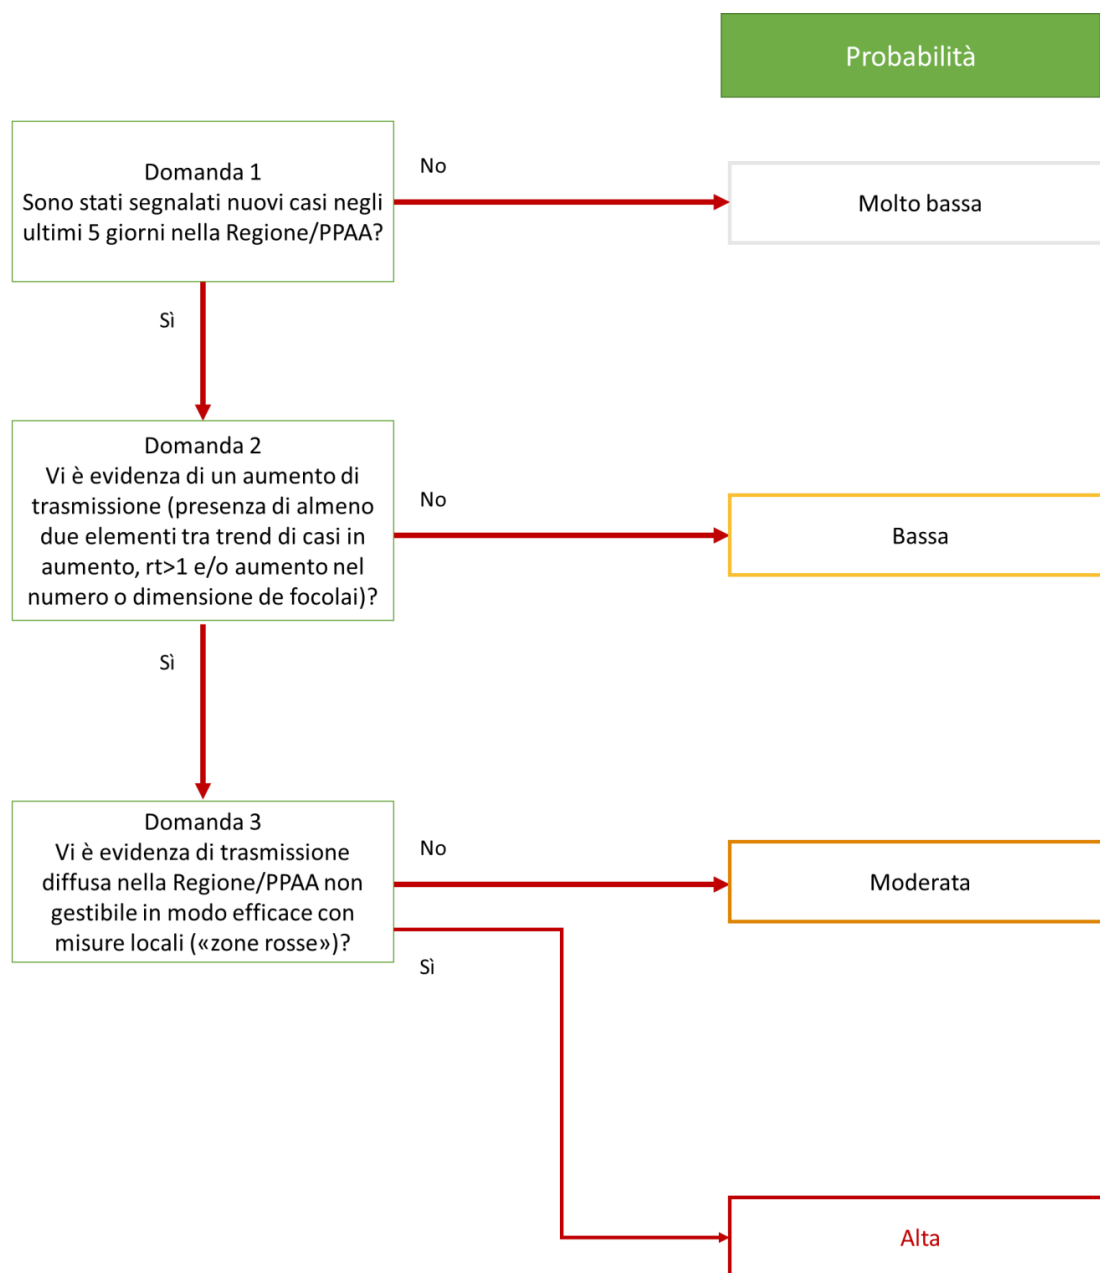 Probabilità
Domanda 1
Sono stati segnalati nuovi casi negli
ultimi 5 giorni nella Regione/PPAA?
No
Molto bassa
Sì
Domanda 2
Vi è evidenza di un aumento di
trasmissione (presenza di almeno
due elementi tra trend di casi in
aumento, rt>1 e/o aumento nel
numero o dimensione de focolai)?
No
Bassa
Sì
Domanda 3
Vi è evidenza di trasmissione
diffusa nella Regione/PPAA non
gestibile in modo efficace con
misure locali («zone rosse»)?
No
Moderata
Sì
Alta